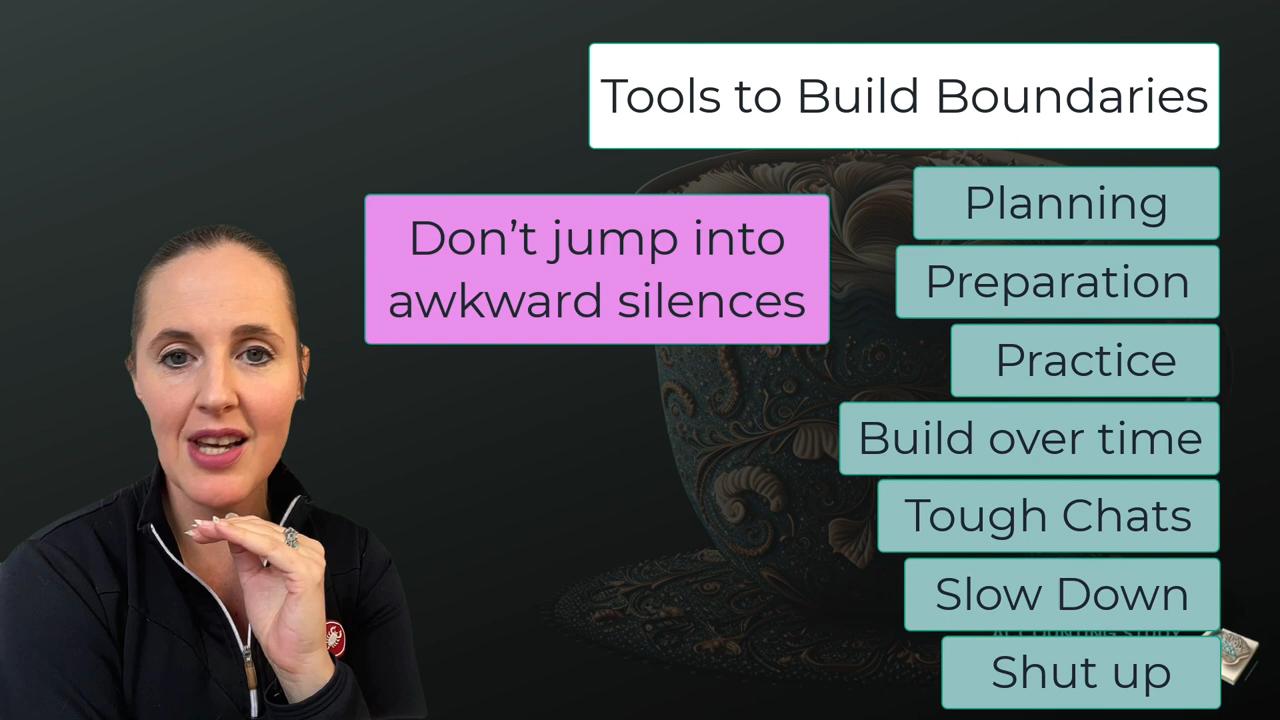 Tools to Build Boundaries
Don’t jump into
awkward silences
Planning
Preparation
Practice
Build over time
Tough Chats
Slow Down
Shut up